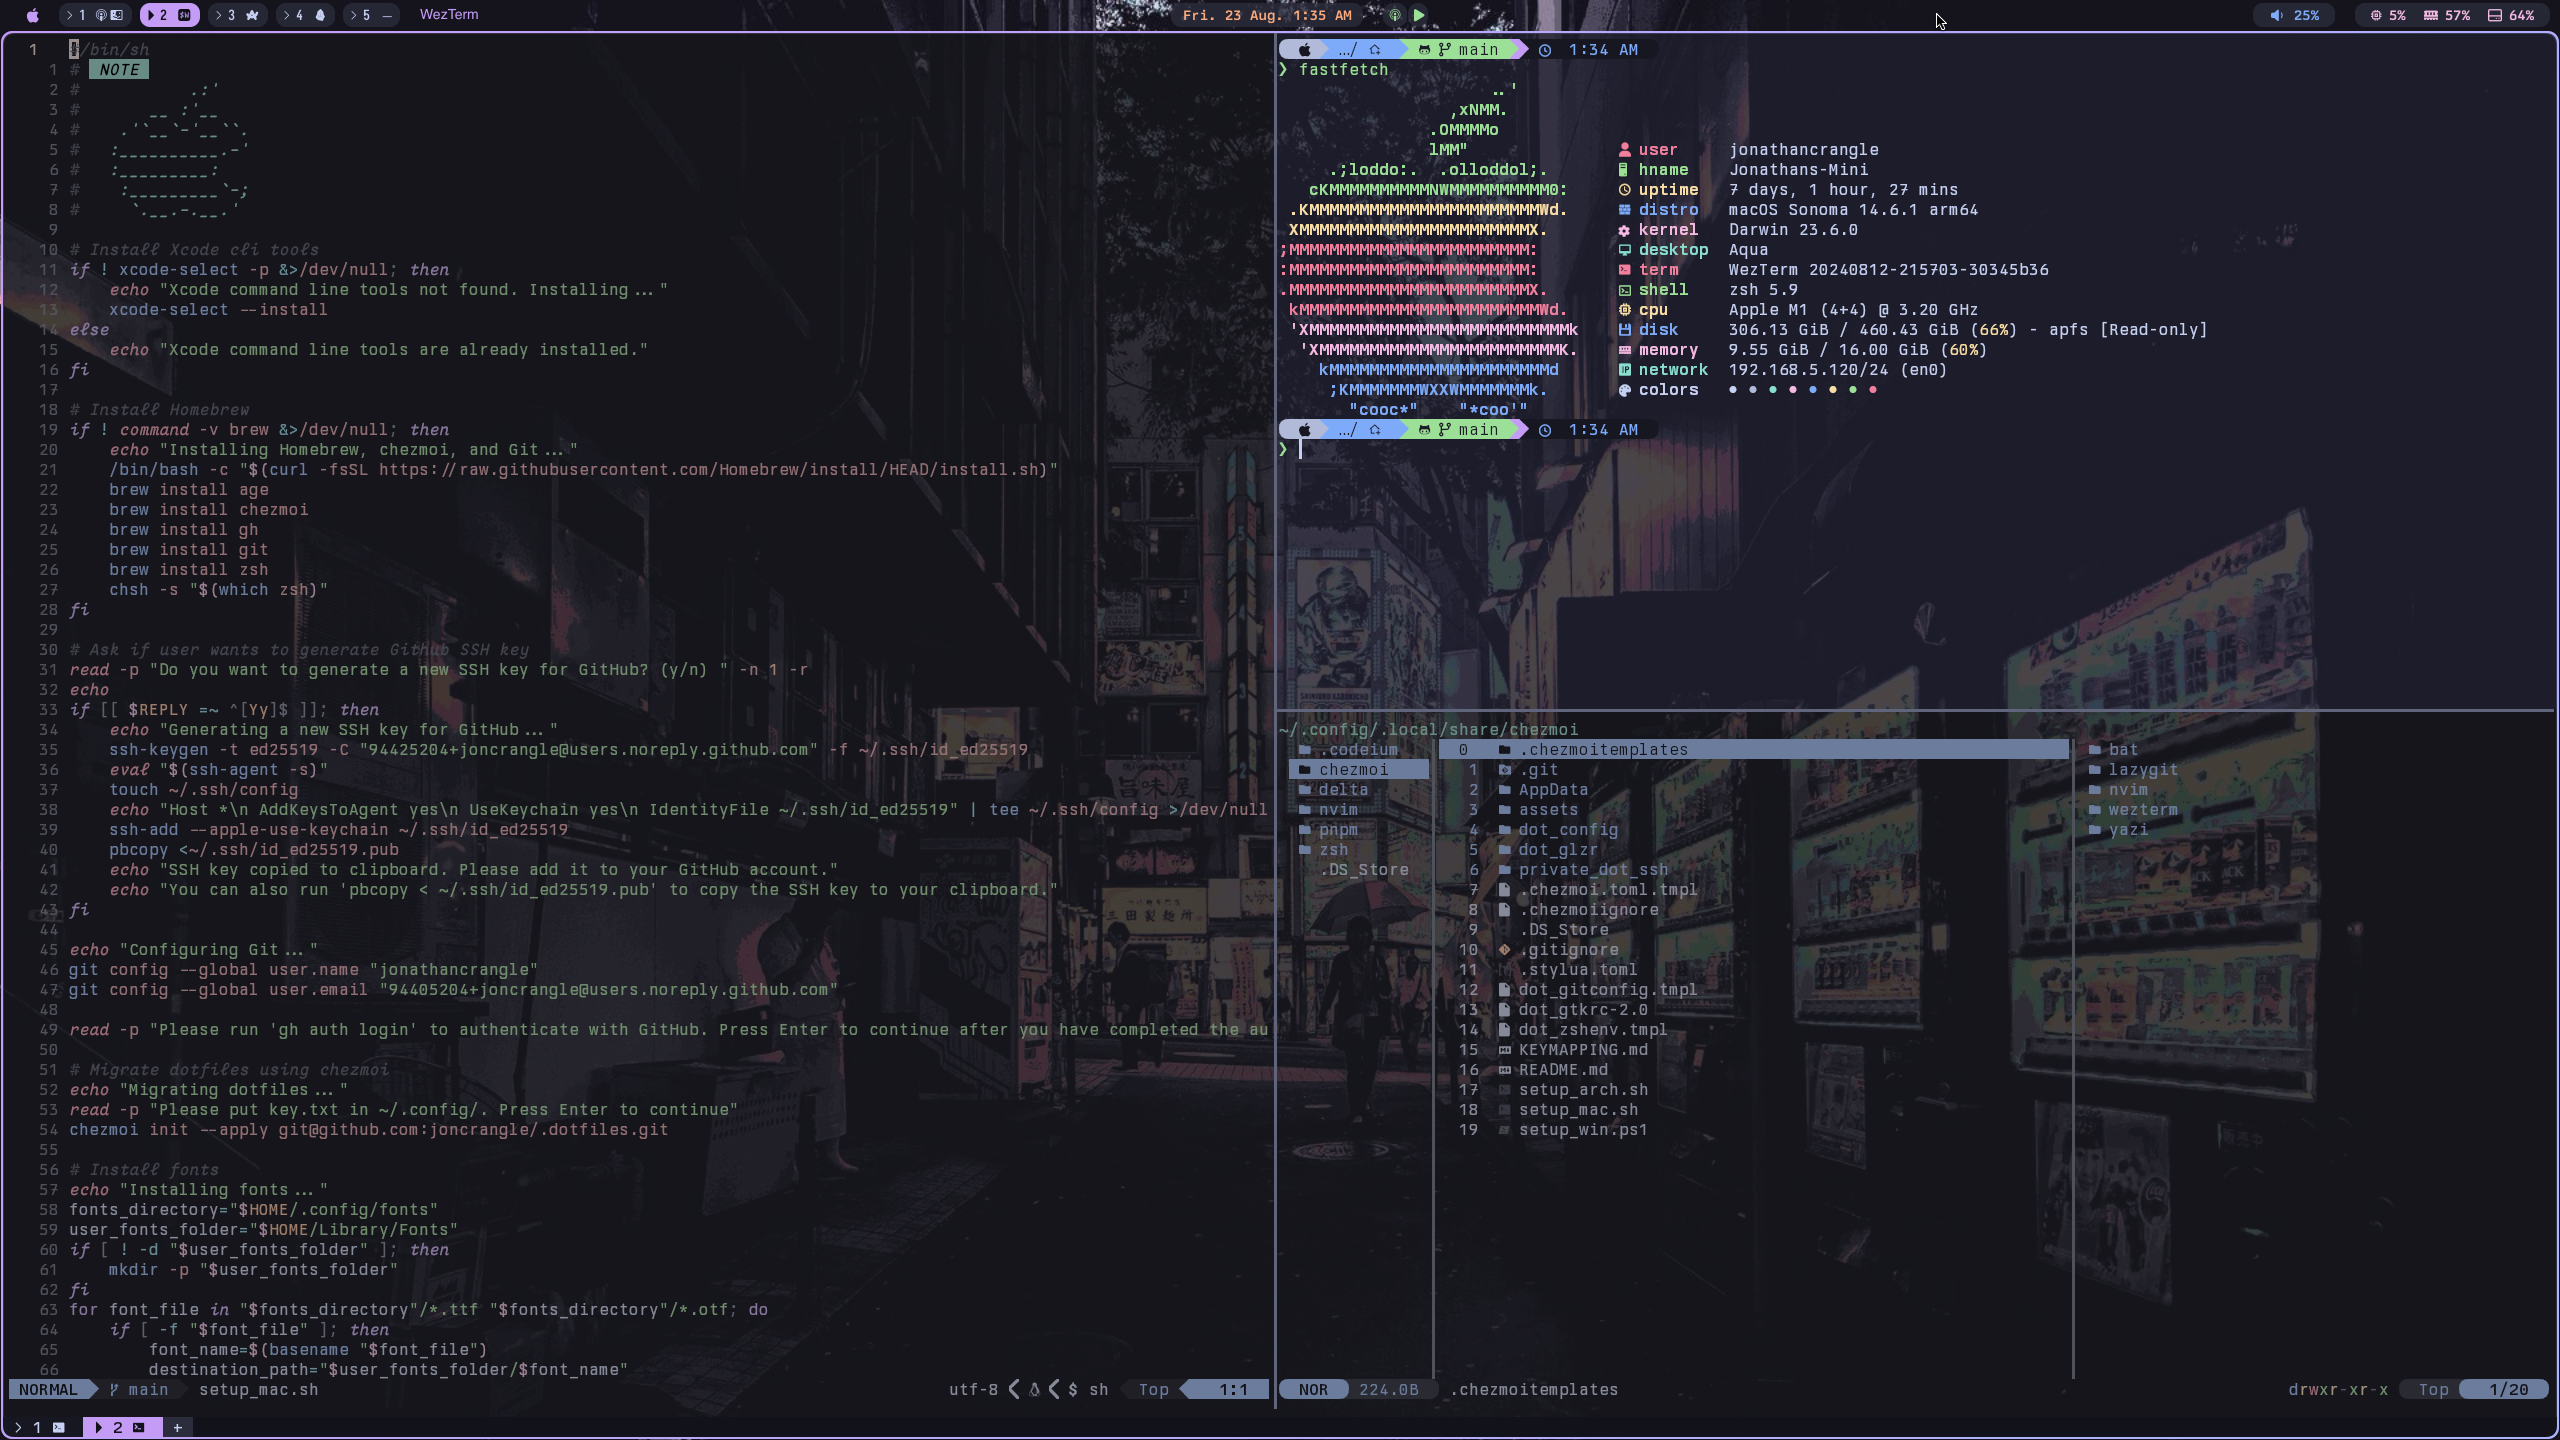 > 1
2
> 3
> 4
> 5 —
WezTerm
Fri. 23 Aug. 1:35 AM
25%
5% 57% 64%
1 #/bin/sh
1 # NOTE
2 # .:'
3 # __ :'__
4 # .'`__`-'__``.
5 # :__________.-'
6 # :_________:
7 # :_________`-;
8 # `.__.-.__.'
9
10 # Install Xcode cli tools
11 if ! xcode-select -p &>/dev/null; then
12 echo "Xcode command line tools not found. Installing..."
13 xcode-select --install
14 else
15 echo "Xcode command line tools are already installed."
16 fi
17
18 # Install Homebrew
19 if ! command -v brew &>/dev/null; then
20 echo "Installing Homebrew, chezmoi, and Git..."
21 /bin/bash -c "$(curl -fsSL https://raw.githubusercontent.com/Homebrew/install/HEAD/install.sh)"
22 brew install age
23 brew install chezmoi
24 brew install gh
25 brew install git
26 brew install zsh
27 chsh -s "$(which zsh)"
28 fi
29
30 # Ask if user wants to generate Github SSH key
31 read -p "Do you want to generate a new SSH key for GitHub? (y/n) " -n 1 -r
32 echo
33 if [[ $REPLY =~ ^[Yy]$ ]]; then
34 echo "Generating a new SSH key for GitHub..."
35 ssh-keygen -t ed25519 -C "94425204+joncrangle@users.noreply.github.com" -f ~/.ssh/id_ed25519
36 eval "$(ssh-agent -s)"
37 touch ~/.ssh/config
38 echo "Host *\n AddKeysToAgent yes\n UseKeychain yes\n IdentityFile ~/.ssh/id_ed25519" | tee ~/.ssh/config >/dev/null
39 ssh-add --apple-use-keychain ~/.ssh/id_ed25519
40 pbcopy <~/.ssh/id_ed25519.pub
41 echo "SSH key copied to clipboard. Please add it to your GitHub account."
42 echo "You can also run 'pbcopy < ~/.ssh/id_ed25519.pub' to copy the SSH key to your clipboard."
43 fi
44
45 echo "Configuring Git..."
46 git config --global user.name "jonathancrangle"
47 git config --global user.email "94405204+joncrangle@users.noreply.github.com"
48
49 read -p "Please run 'gh auth login' to authenticate with GitHub. Press Enter to continue after you have completed the au
50
51 # Migrate dotfiles using chezmoi
52 echo "Migrating dotfiles..."
53 read -p "Please put key.txt in ~/.config/. Press Enter to continue"
54 chezmoi init --apply git@github.com:joncrangle/.dotfiles.git
55
56 # Install fonts
57 echo "Installing fonts..."
58 fonts_directory="$HOME/.config/fonts"
59 user_fonts_folder="$HOME/Library/Fonts"
60 if [ ! -d "$user_fonts_folder" ]; then
61 mkdir -p "$user_fonts_folder"
62 fi
63 for font_file in "$fonts_directory"/*.ttf "$fonts_directory"/*.otf; do
64 if [ -f "$font_file" ]; then
65 font_name=$(basename "$font_file")
66 destination_path="$user_fonts_folder/$font_name"
NORMAL main setup_mac.sh utf-8 $ sh Top 1:1
…/ main 1:34 AM
❯ fastfetch
..'
,xNMM.
.OMMMMo
lMM"
.;loddo:. .olloddol;.
cKMMMMMMMMMMNWMMMMMMMMMM0:
.KMMMMMMMMMMMMMMMMMMMMMMMWd.
XMMMMMMMMMMMMMMMMMMMMMMMX.
;MMMMMMMMMMMMMMMMMMMMMMMM:
:MMMMMMMMMMMMMMMMMMMMMMMM:
.MMMMMMMMMMMMMMMMMMMMMMMMX.
kMMMMMMMMMMMMMMMMMMMMMMMMWd.
'XMMMMMMMMMMMMMMMMMMMMMMMMMMk
'XMMMMMMMMMMMMMMMMMMMMMMMMK.
kMMMMMMMMMMMMMMMMMMMMMMd
;KMMMMMMMWXXWMMMMMMMk.
"cooc*" "*coo'"
user jonathancrangle
hname Jonathans-Mini
uptime 7 days, 1 hour, 27 mins
distro macOS Sonoma 14.6.1 arm64
kernel Darwin 23.6.0
desktop Aqua
term WezTerm 20240812-215703-30345b36
shell zsh 5.9
cpu Apple M1 (4+4) @ 3.20 GHz
disk 306.13 GiB / 460.43 GiB (66%) - apfs [Read-only]
memory 9.55 GiB / 16.00 GiB (60%)
network 192.168.5.120/24 (en0)
colors
…/ main 1:34 AM
❯
~/.config/.local/share/chezmoi
.codeium
chezmoi
delta
nvim
pnpm
zsh
.DS_Store
0 .chezmoitemplates
1 .git
2 AppData
3 assets
4 dot_config
5 dot_glzr
6 private_dot_ssh
7 .chezmoi.toml.tmpl
8 .chezmoiignore
9 .DS_Store
10 .gitignore
11 .stylua.toml
12 dot_gitconfig.tmpl
13 dot_gtkrc-2.0
14 dot_zshenv.tmpl
15 KEYMAPPING.md
16 README.md
17 setup_arch.sh
18 setup_mac.sh
19 setup_win.ps1
bat
lazygit
nvim
wezterm
yazi
NOR 224.0B .chezmoitemplates drwxr-xr-x Top 1/20
> 1
2
+